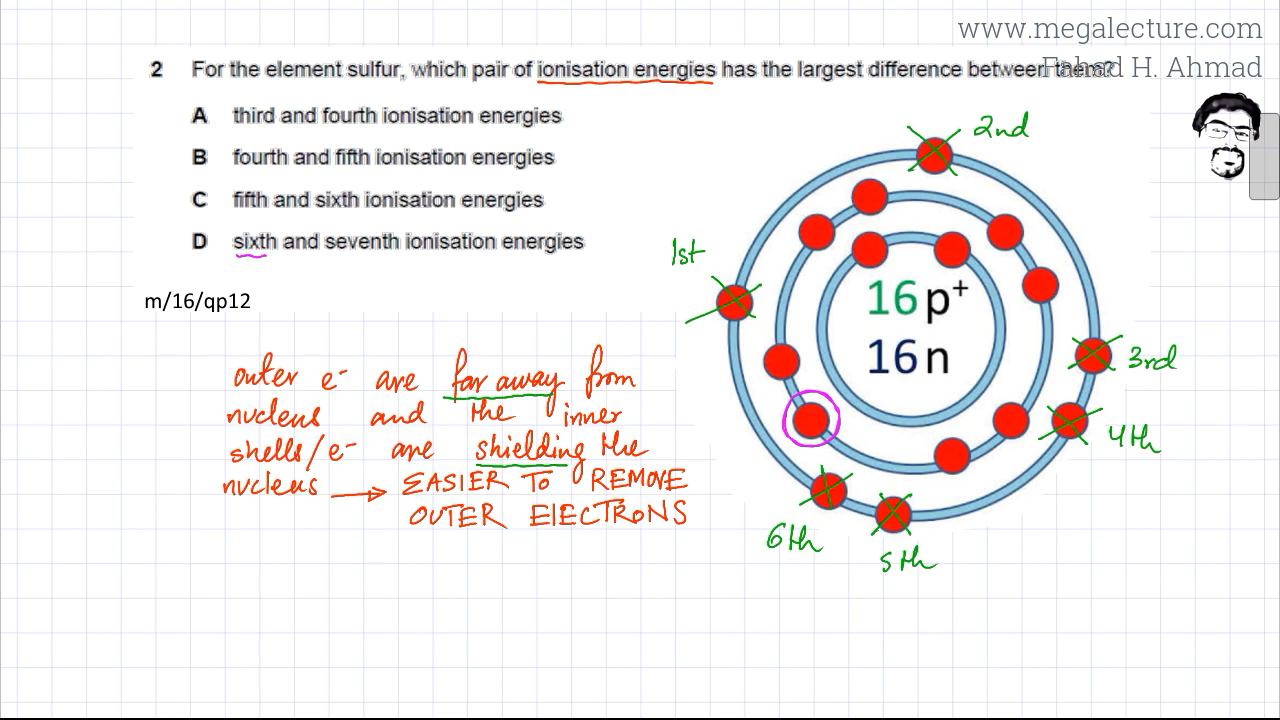 www.megalecture.com
Fahad H. Ahmad
2 For the element sulfur, which pair of ionisation energies has the largest difference between them?
A third and fourth ionisation energies
B fourth and fifth ionisation energies
C fifth and sixth ionisation energies
D sixth and seventh ionisation energies
m/16/qp12
outer e- are far away from
nucleus and the inner
shells/e- are shielding the
nucleus → EASIER TO REMOVE
OUTER ELECTRONS
2nd
1st
16 p+
16 n
3rd
4th
6th
5th